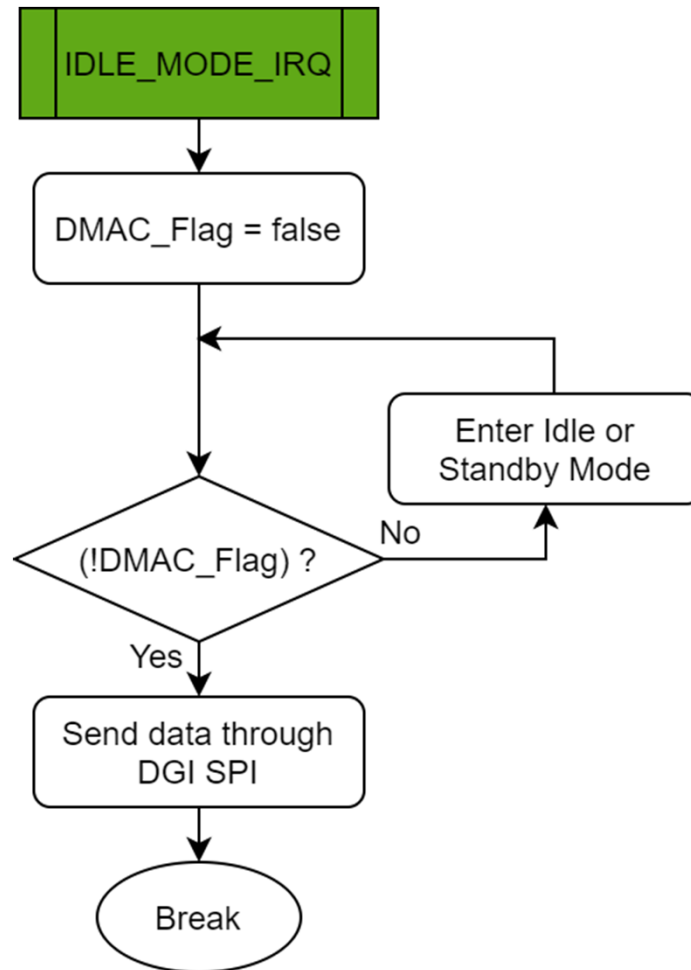 IDLE_MODE_IRQ
DMAC_Flag = false
Enter Idle or
Standby Mode
(!DMAC_Flag) ?
No
Yes
Send data through
DGI SPI
Break